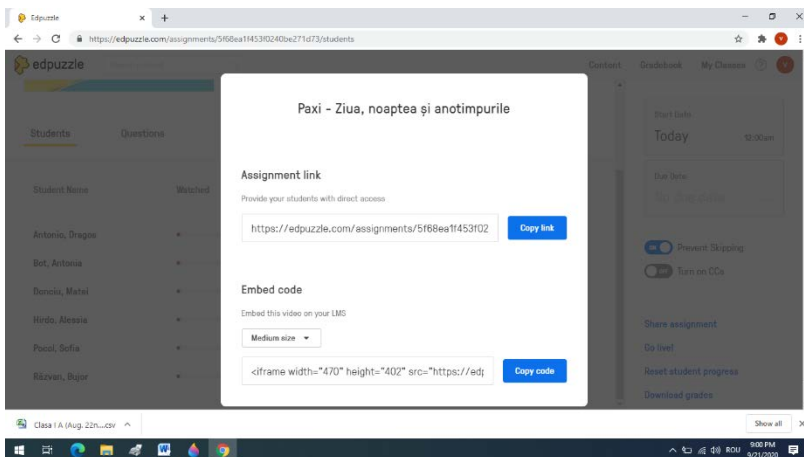 Edpuzzle
https://edpuzzle.com/assignments/5f68ea1f453f0240be271d73/students
edpuzzle
Content Gradebook My Classes
Paxi - Ziua, noaptea și anotimpurile
Start Date
Today 12:00am
Students Questions
Due Date
Assignment link
Student Name Watched
Provide your students with direct access
https://edpuzzle.com/assignments/5f68ea1f453f02 Copy link
Antonio, Dragos
Prevent Skipping
Bot, Antonia
Turn on CCs
Embed code
Embed this video on your LMS
Hirdo, Alessia
Share assignment
Medium size
Pocol, Sofia
Go live!
<iframe width="470" height="402" src="https://edp Copy code
Răzvan, Bujor
Reset student progress
Download grades
Clasa I A (Aug. 22n....csv
Show all
ROU
9:00 PM
9/21/2020